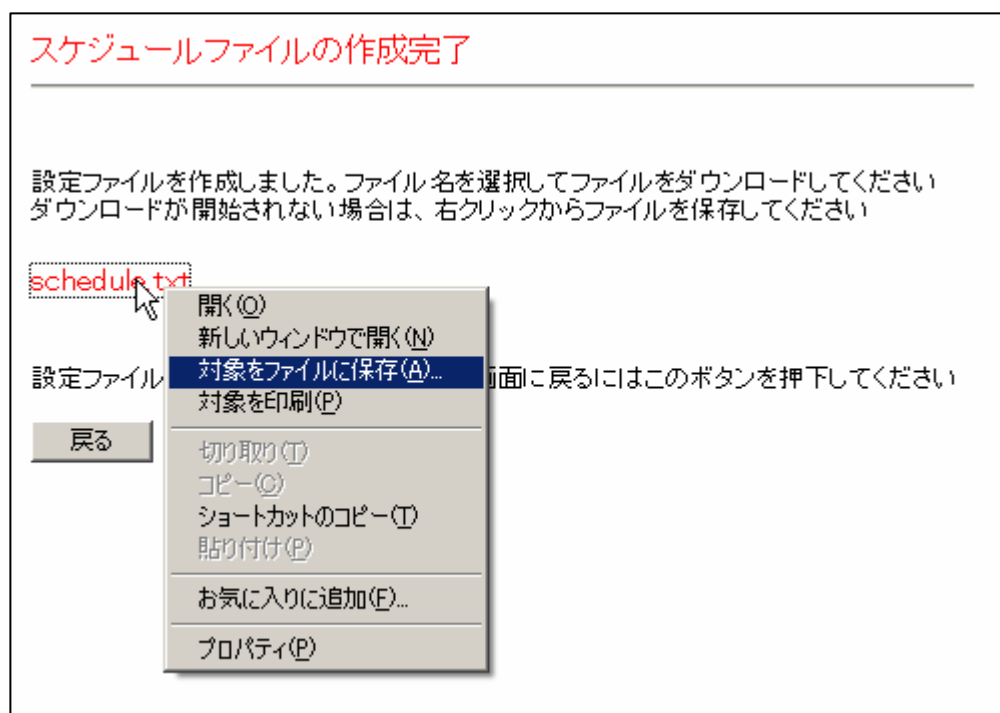 スケジュールファイルの作成完了
設定ファイルを作成しました。ファイル名を選択してファイルをダウンロードしてください
ダウンロードが開始されない場合は、右クリックからファイルを保存してください
schedule.txt
開く(O)
新しいウィンドウで開く(N)
対象をファイルに保存(A)...
対象を印刷(P)
切り取り(T)
コピー(C)
ショートカットのコピー(T)
貼り付け(P)
お気に入りに追加(F)...
プロパティ(P)
設定ファイル 面に戻るにはこのボタンを押下してください
戻る